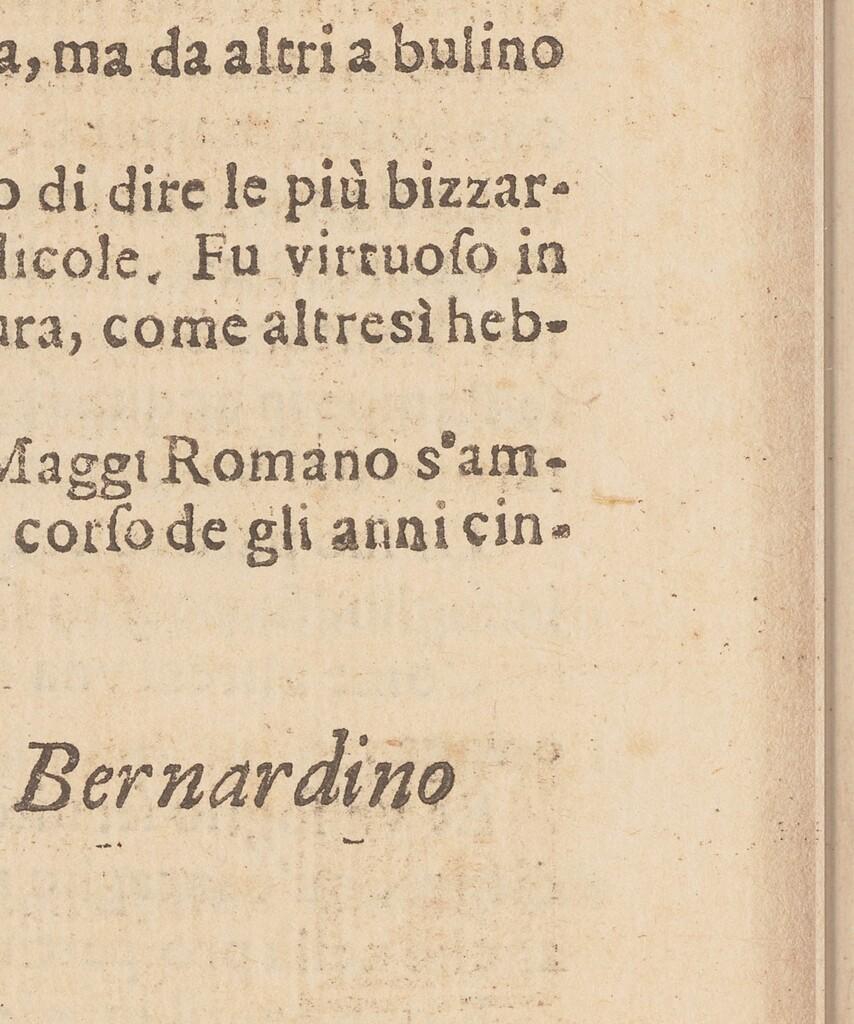 a, ma da altri a bulino
o di dire le più bizzar-
dicole. Fu virtuoſo in
ura, come altresì heb-
Maggi Romano s'am-
corſo de gli anni cin-
Bernardino